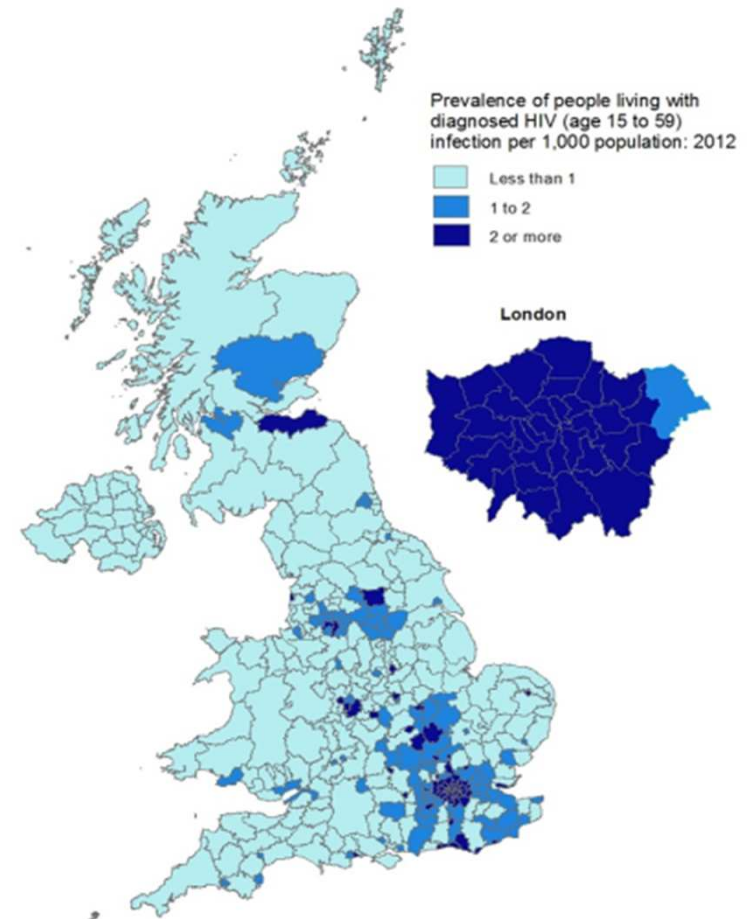 Prevalence of people living with
diagnosed HIV (age 15 to 59)
infection per 1,000 population: 2012
Less than 1
1 to 2
2 or more
London